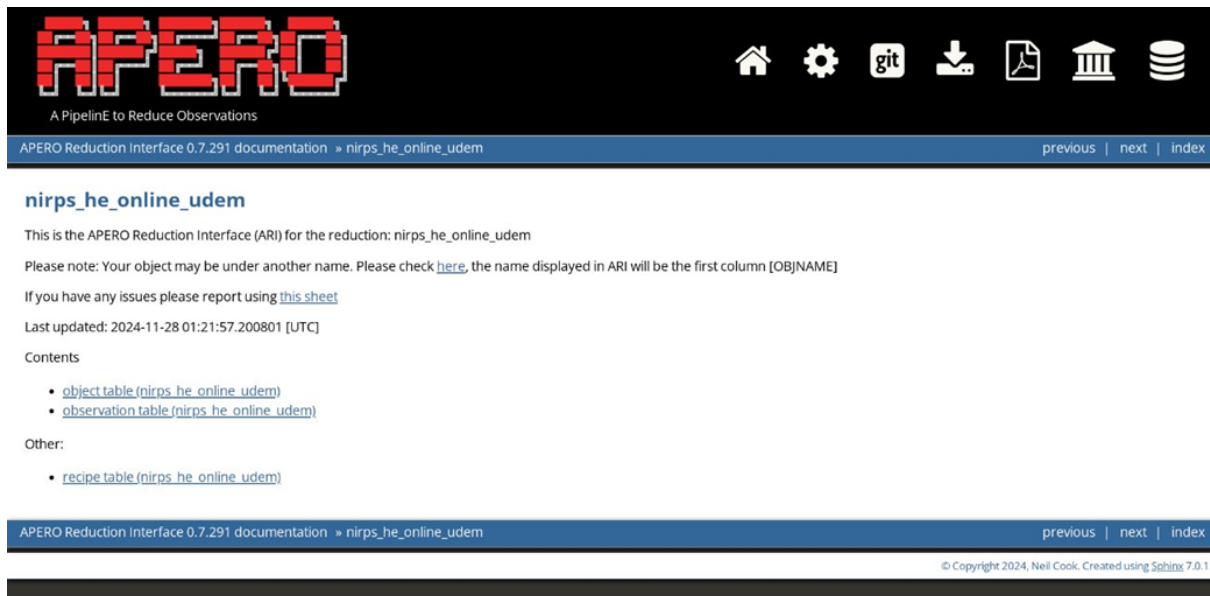 APERO
A PipelinE to Reduce Observations
git
APERO Reduction Interface 0.7.291 documentation » nirps_he_online_udem
previous | next | index
nirps_he_online_udem
This is the APERO Reduction Interface (ARI) for the reduction: nirps_he_online_udem
Please note: Your object may be under another name. Please check here, the name displayed in ARI will be the first column [OBJNAME]
If you have any issues please report using this sheet
Last updated: 2024-11-28 01:21:57.200801 [UTC]
Contents
• object table (nirps_he_online_udem)
• observation table (nirps_he_online_udem)
Other:
• recipe table (nirps_he_online_udem)
APERO Reduction Interface 0.7.291 documentation » nirps_he_online_udem
previous | next | index
© Copyright 2024, Neil Cook. Created using Sphinx 7.0.1